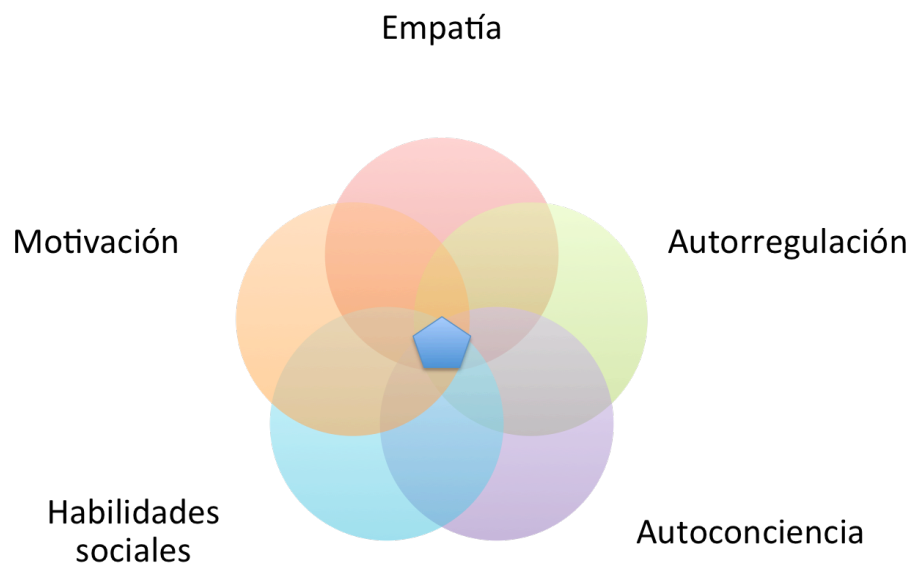 Empatía
Motivación
Autorregulación
Habilidades
sociales
Autoconciencia